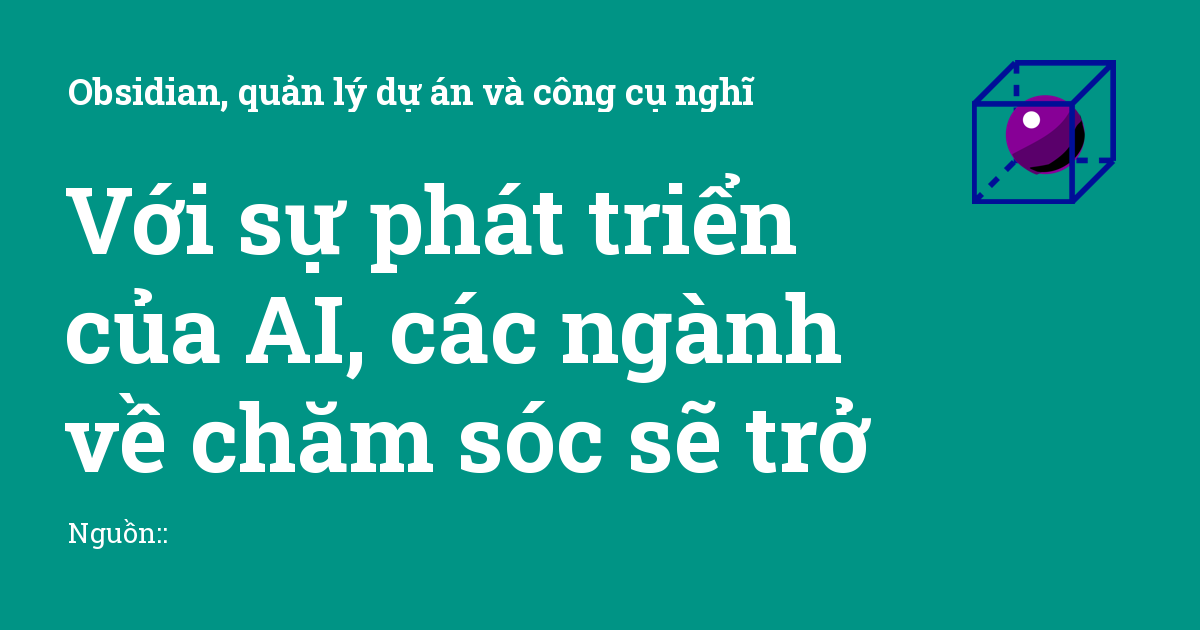 Obsidian, quản lý dự án và công cụ nghĩ
Với sự phát triển
của AI, các ngành
về chăm sóc sẽ trở
Nguồn::